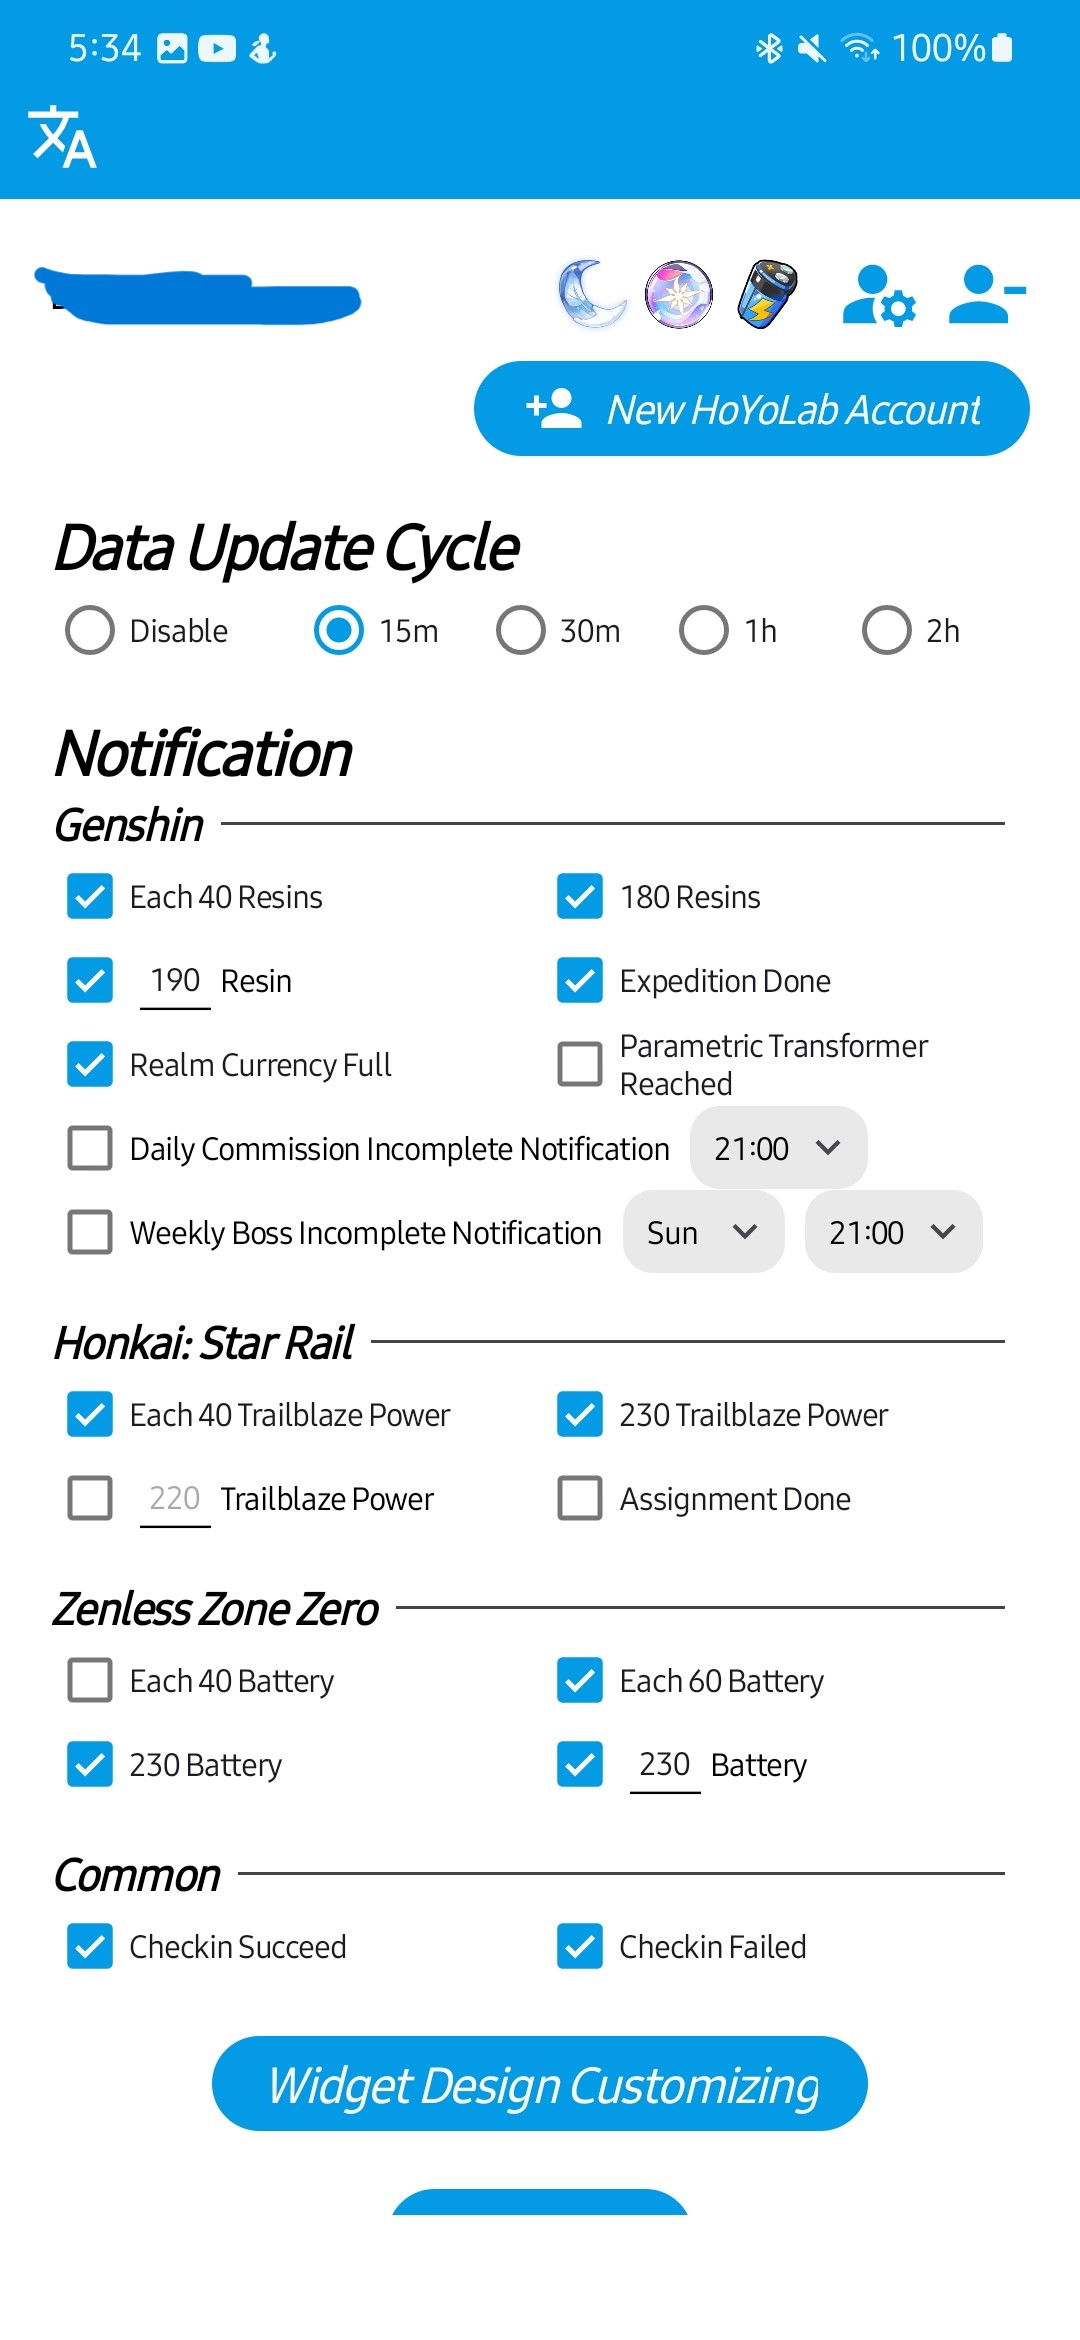 5:34 100%
文A
New HoYoLab Account
Data Update Cycle
Disable 15m 30m 1h 2h
Notification
Genshin
Each 40 Resins 180 Resins
190 Resin Expedition Done
Realm Currency Full Parametric Transformer
Reached
Daily Commission Incomplete Notification 21:00
Weekly Boss Incomplete Notification Sun 21:00
Honkai: Star Rail
Each 40 Trailblaze Power 230 Trailblaze Power
220 Trailblaze Power Assignment Done
Zenless Zone Zero
Each 40 Battery Each 60 Battery
230 Battery 230 Battery
Common
Checkin Succeed Checkin Failed
Widget Design Customizing